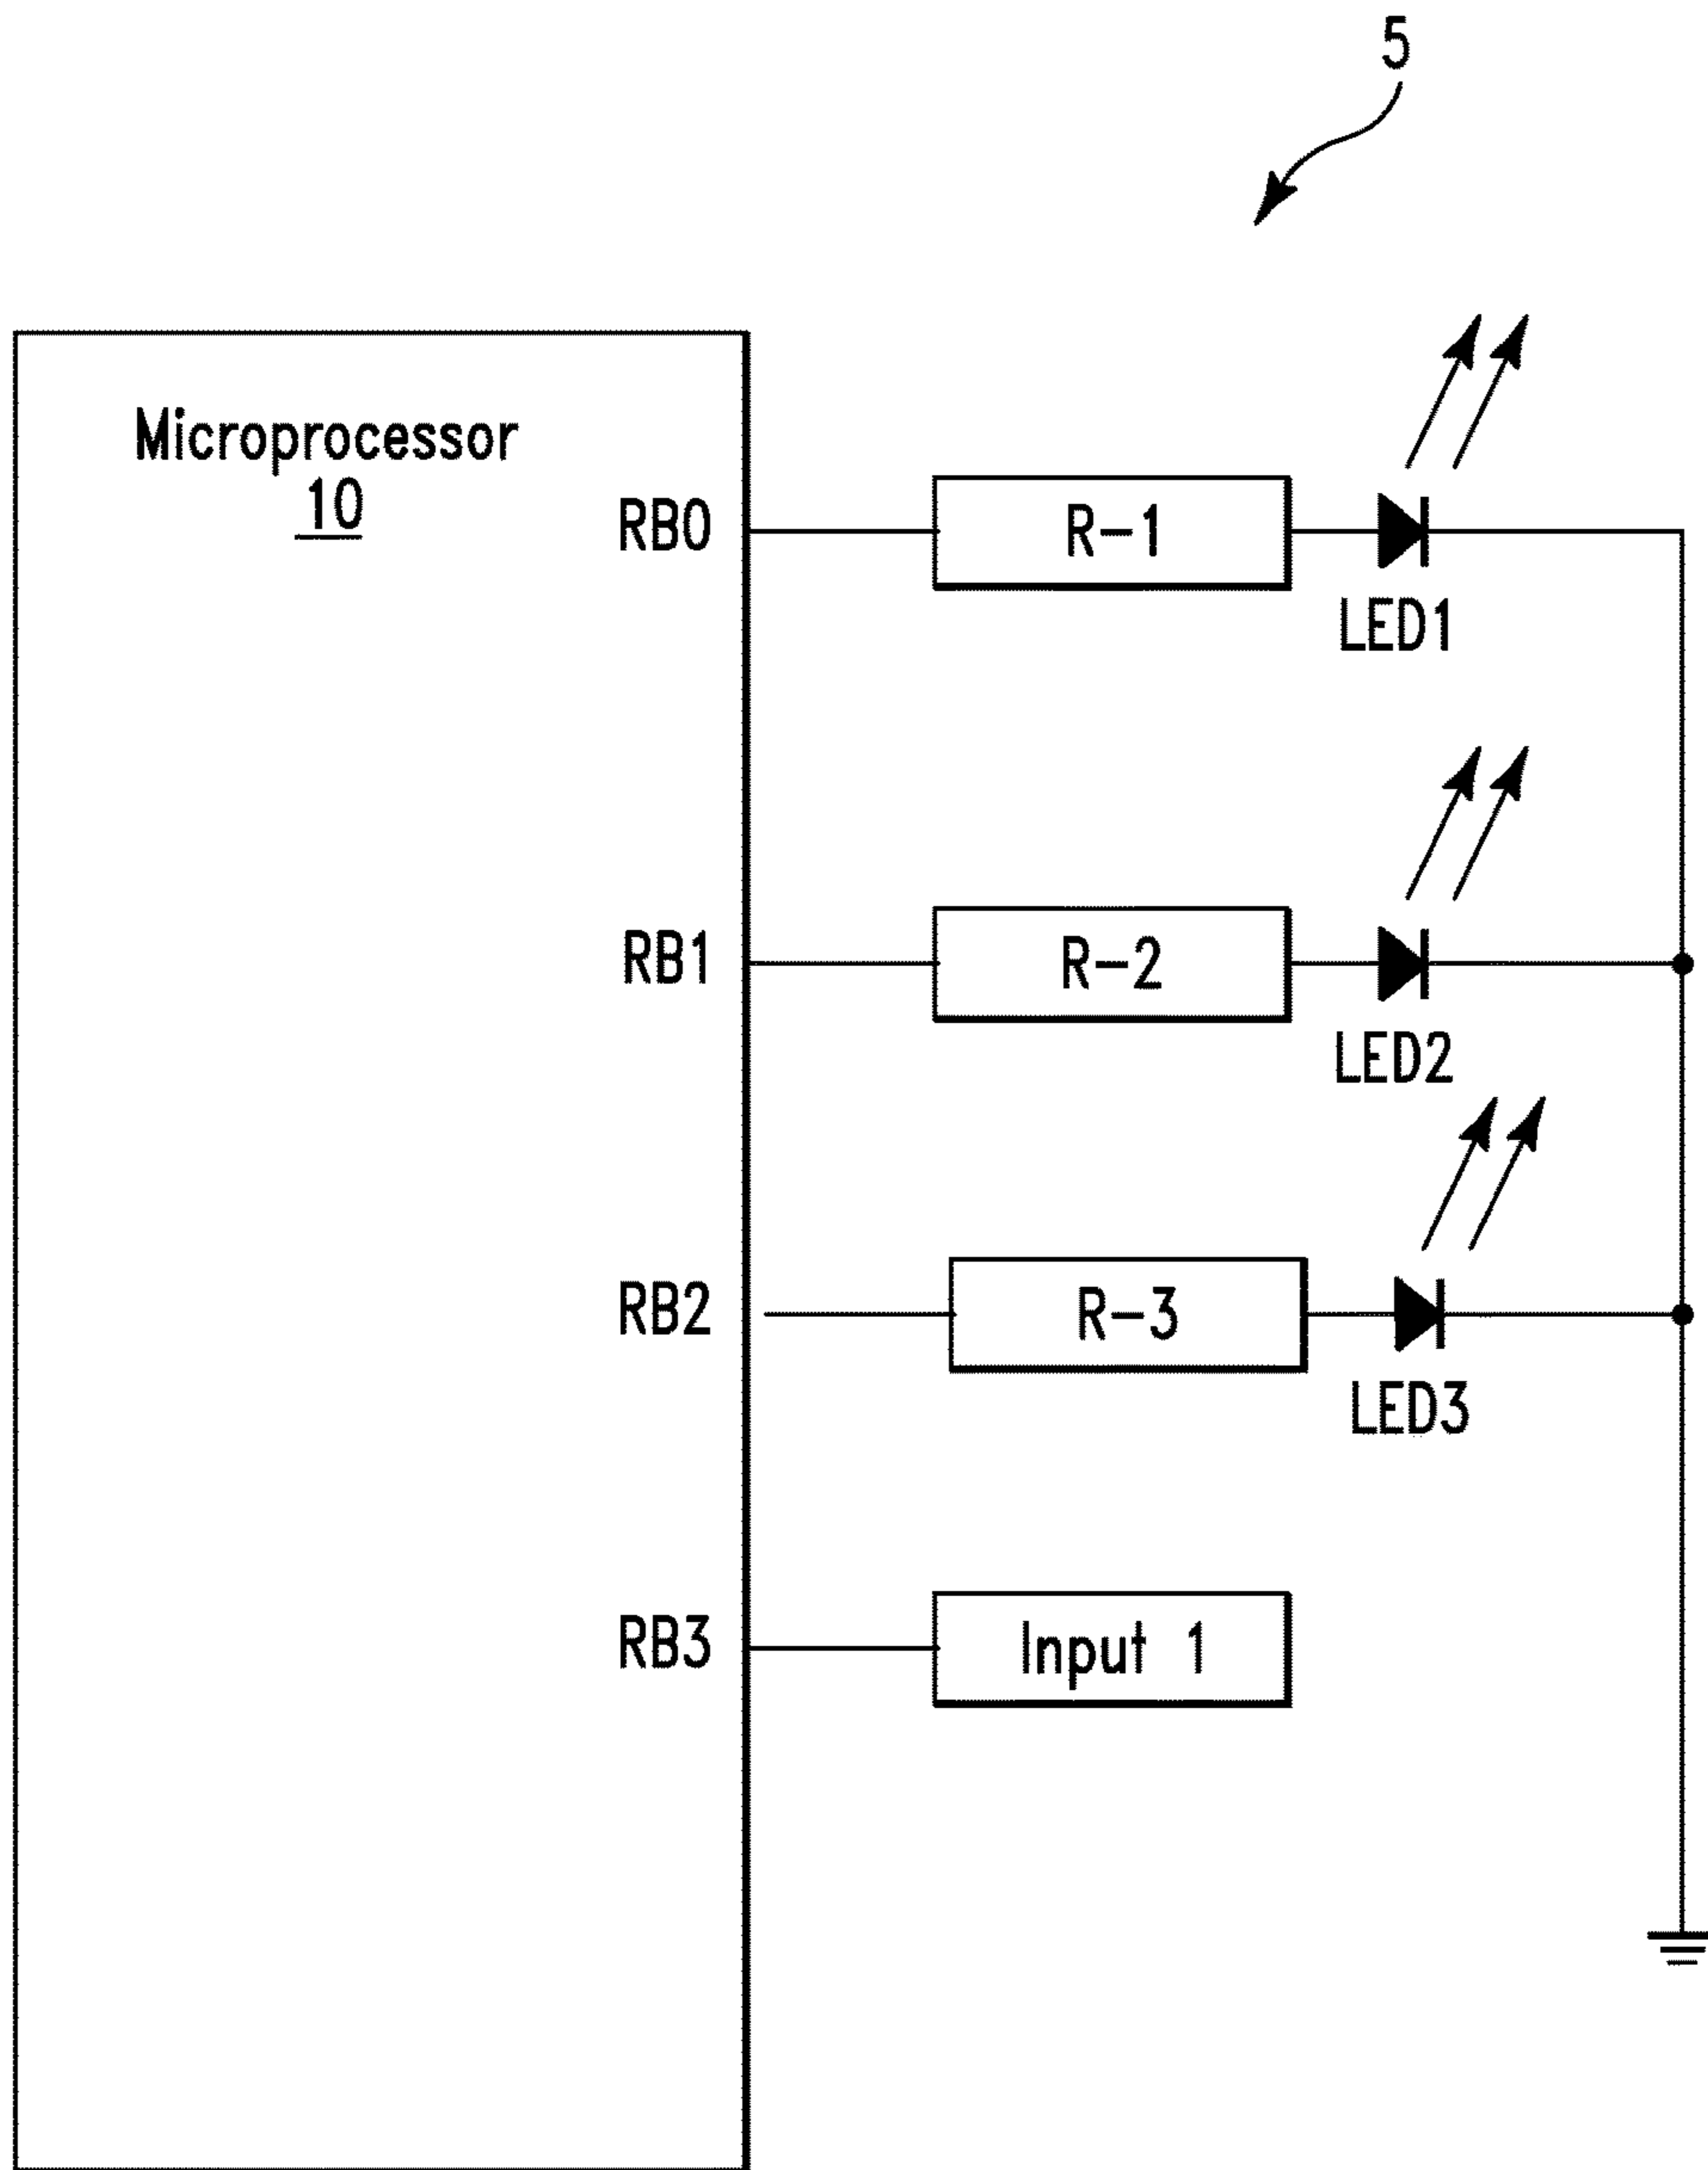 5
Microprocessor
10
RB0
R-1
LED1
RB1
R-2
LED2
RB2
R-3
LED3
RB3
Input 1